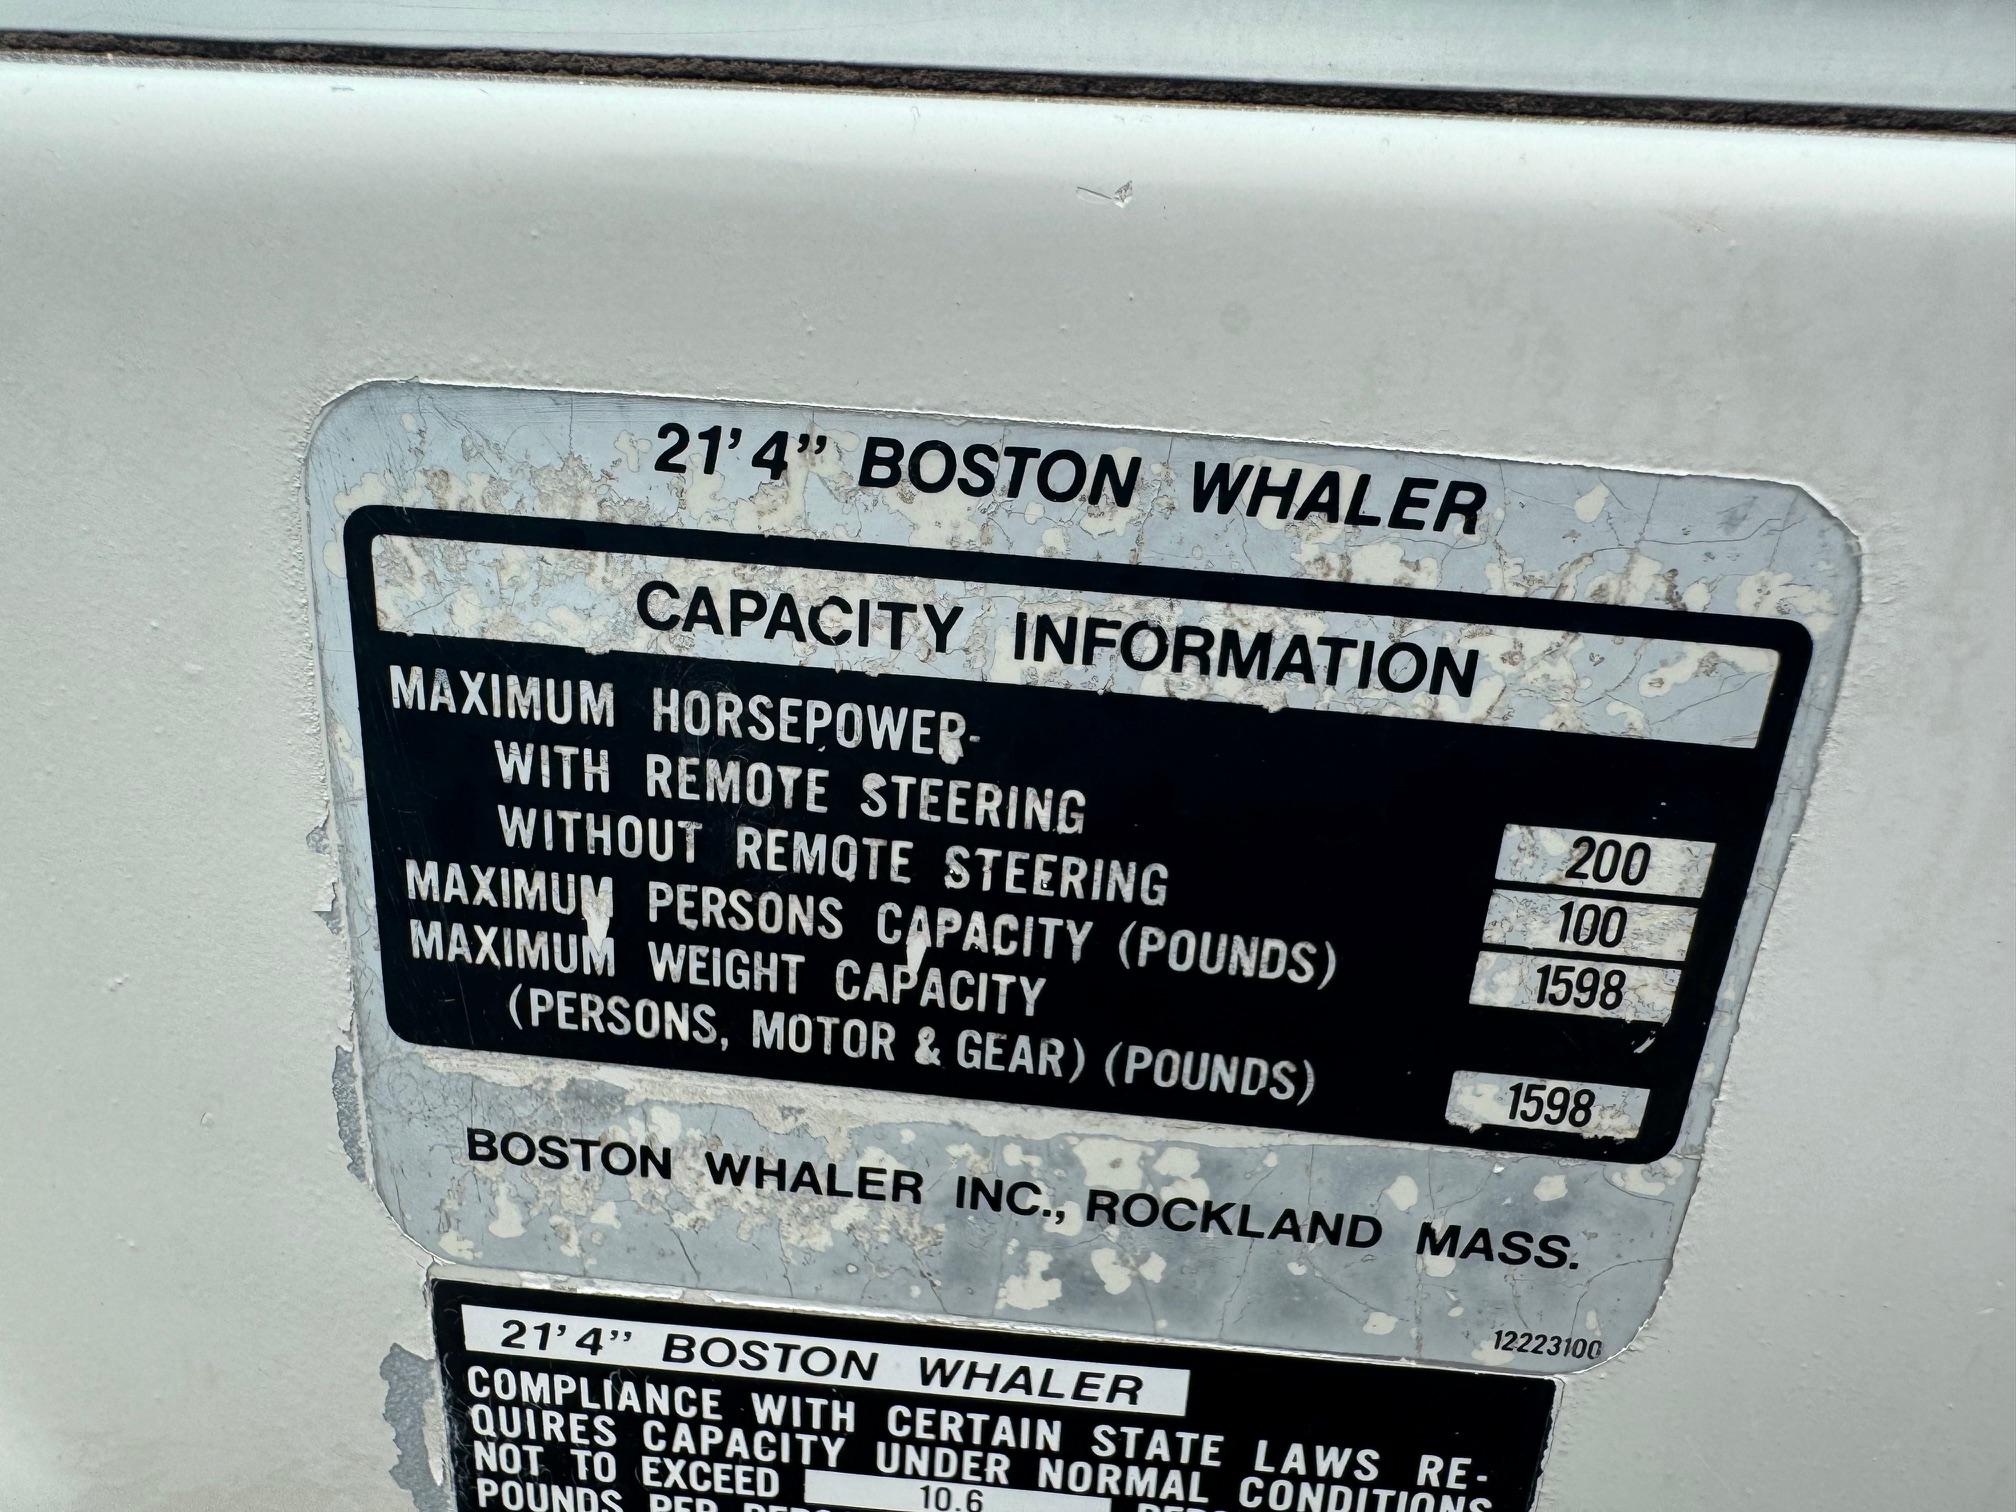 21'4" BOSTON WHALER
CAPACITY INFORMATION
MAXIMUM HORSEPOWER-
WITH REMOTE STEERING 200
WITHOUT REMOTE STEERING 100
MAXIMUM PERSONS CAPACITY (POUNDS) 1598
MAXIMUM WEIGHT CAPACITY
(PERSONS, MOTOR & GEAR) (POUNDS) 1598
BOSTON WHALER INC., ROCKLAND MASS.
12223100
21'4" BOSTON WHALER
COMPLIANCE WITH CERTAIN STATE LAWS RE-
QUIRES CAPACITY UNDER NORMAL CONDITIONS
NOT TO EXCEED 10.6
POUNDS PER